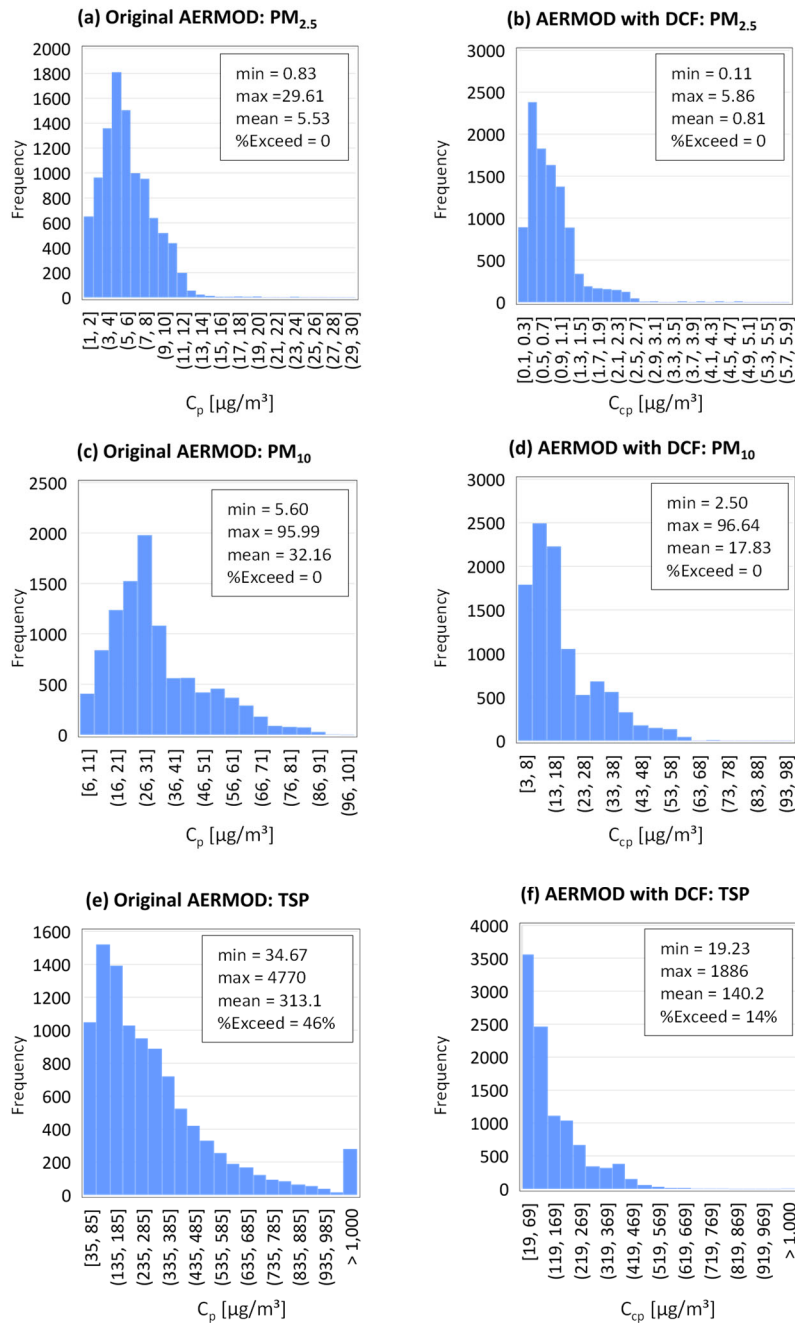 (a) Original AERMOD: PM2.5
min = 0.83
max =29.61
mean = 5.53
%Exceed = 0
Frequency
2000
1800
1600
1400
1200
1000
800
600
400
200
0
[1, 2]
(3, 4]
(5, 6]
(7, 8]
(9, 10]
(11, 12]
(13, 14]
(15, 16]
(17, 18]
(19, 20]
(21, 22]
(23, 24]
(25, 26]
(27, 28]
(29, 30]
Cp [µg/m³]
(b) AERMOD with DCF: PM2.5
min = 0.11
max = 5.86
mean = 0.81
%Exceed = 0
Frequency
3000
2500
2000
1500
1000
500
0
[0.1, 0.3]
(0.5, 0.7]
(0.9, 1.1]
(1.3, 1.5]
(1.7, 1.9]
(2.1, 2.3]
(2.5, 2.7]
(2.9, 3.1]
(3.3, 3.5]
(3.7, 3.9]
(4.1, 4.3]
(4.5, 4.7]
(4.9, 5.1]
(5.3, 5.5]
(5.7, 5.9]
Ccp [µg/m³]
(c) Original AERMOD: PM10
min = 5.60
max = 95.99
mean = 32.16
%Exceed = 0
Frequency
2500
2000
1500
1000
500
0
[6, 11]
(16, 21]
(26, 31]
(36, 41]
(46, 51]
(56, 61]
(66, 71]
(76, 81]
(86, 91]
(96, 101]
Cp [µg/m³]
(d) AERMOD with DCF: PM10
min = 2.50
max = 96.64
mean = 17.83
%Exceed = 0
Frequency
3000
2500
2000
1500
1000
500
0
[3, 8]
(13, 18]
(23, 28]
(33, 38]
(43, 48]
(53, 58]
(63, 68]
(73, 78]
(83, 88]
(93, 98]
Ccp [µg/m³]
(e) Original AERMOD: TSP
min = 34.67
max = 4770
mean = 313.1
%Exceed = 46%
Frequency
1600
1400
1200
1000
800
600
400
200
0
[35, 85]
(135, 185]
(235, 285]
(335, 385]
(435, 485]
(535, 585]
(635, 685]
(735, 785]
(835, 885]
(935, 985]
> 1,000
Cp [µg/m³]
(f) AERMOD with DCF: TSP
min = 19.23
max = 1886
mean = 140.2
%Exceed = 14%
Frequency
4000
3500
3000
2500
2000
1500
1000
500
0
[19, 69]
(119, 169]
(219, 269]
(319, 369]
(419, 469]
(519, 569]
(619, 669]
(719, 769]
(819, 869]
(919, 969]
> 1,000
Ccp [µg/m³]